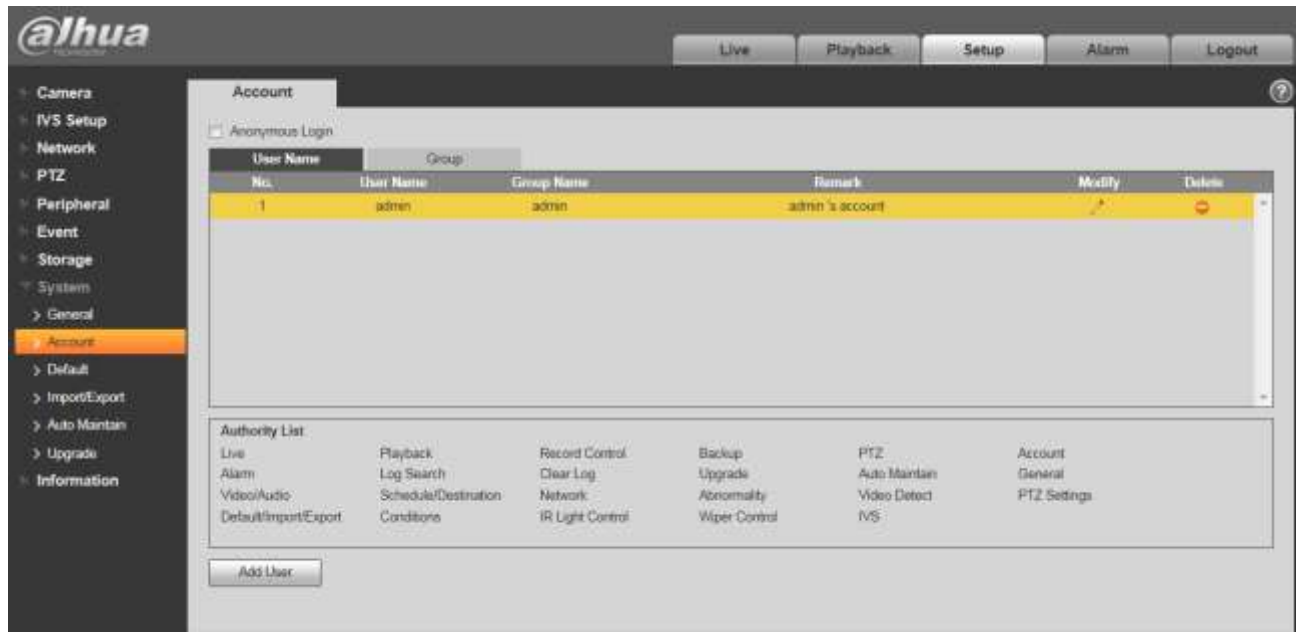 alhua
TECHNOLOGY
Live Playback Setup Alarm Logout
Camera
IVS Setup
Network
PTZ
Peripheral
Event
Storage
System
> General
> Account
> Default
> Import/Export
> Auto Maintain
> Upgrade
Information
Account ?
Anonymous Login
User Name Group
No. User Name Group Name Remark Modify Delete
1 admin admin admin 's account
Authority List
Live Playback Record Control Backup PTZ Account
Alarm Log Search Clear Log Upgrade Auto Maintain General
Video/Audio Schedule/Destination Network Abnormality Video Detect PTZ Settings
Default/Import/Export Conditions IR Light Control Wiper Control IVS
Add User